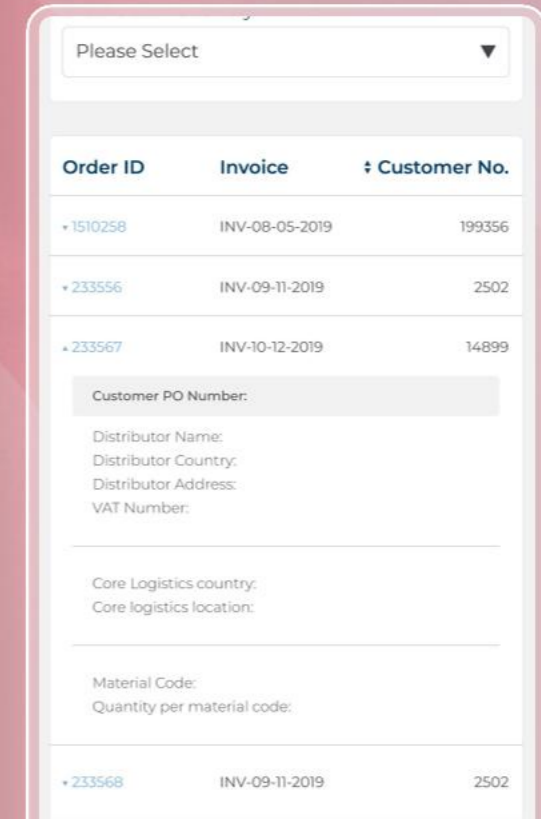 Please Select
Order ID Invoice Customer No.
1510258 INV-08-05-2019 199356
233556 INV-09-11-2019 2502
233567 INV-10-12-2019 14899
Customer PO Number:
Distributor Name:
Distributor Country:
Distributor Address:
VAT Number:
Core Logistics country:
Core logistics location:
Material Code:
Quantity per material code:
233568 INV-09-11-2019 2502